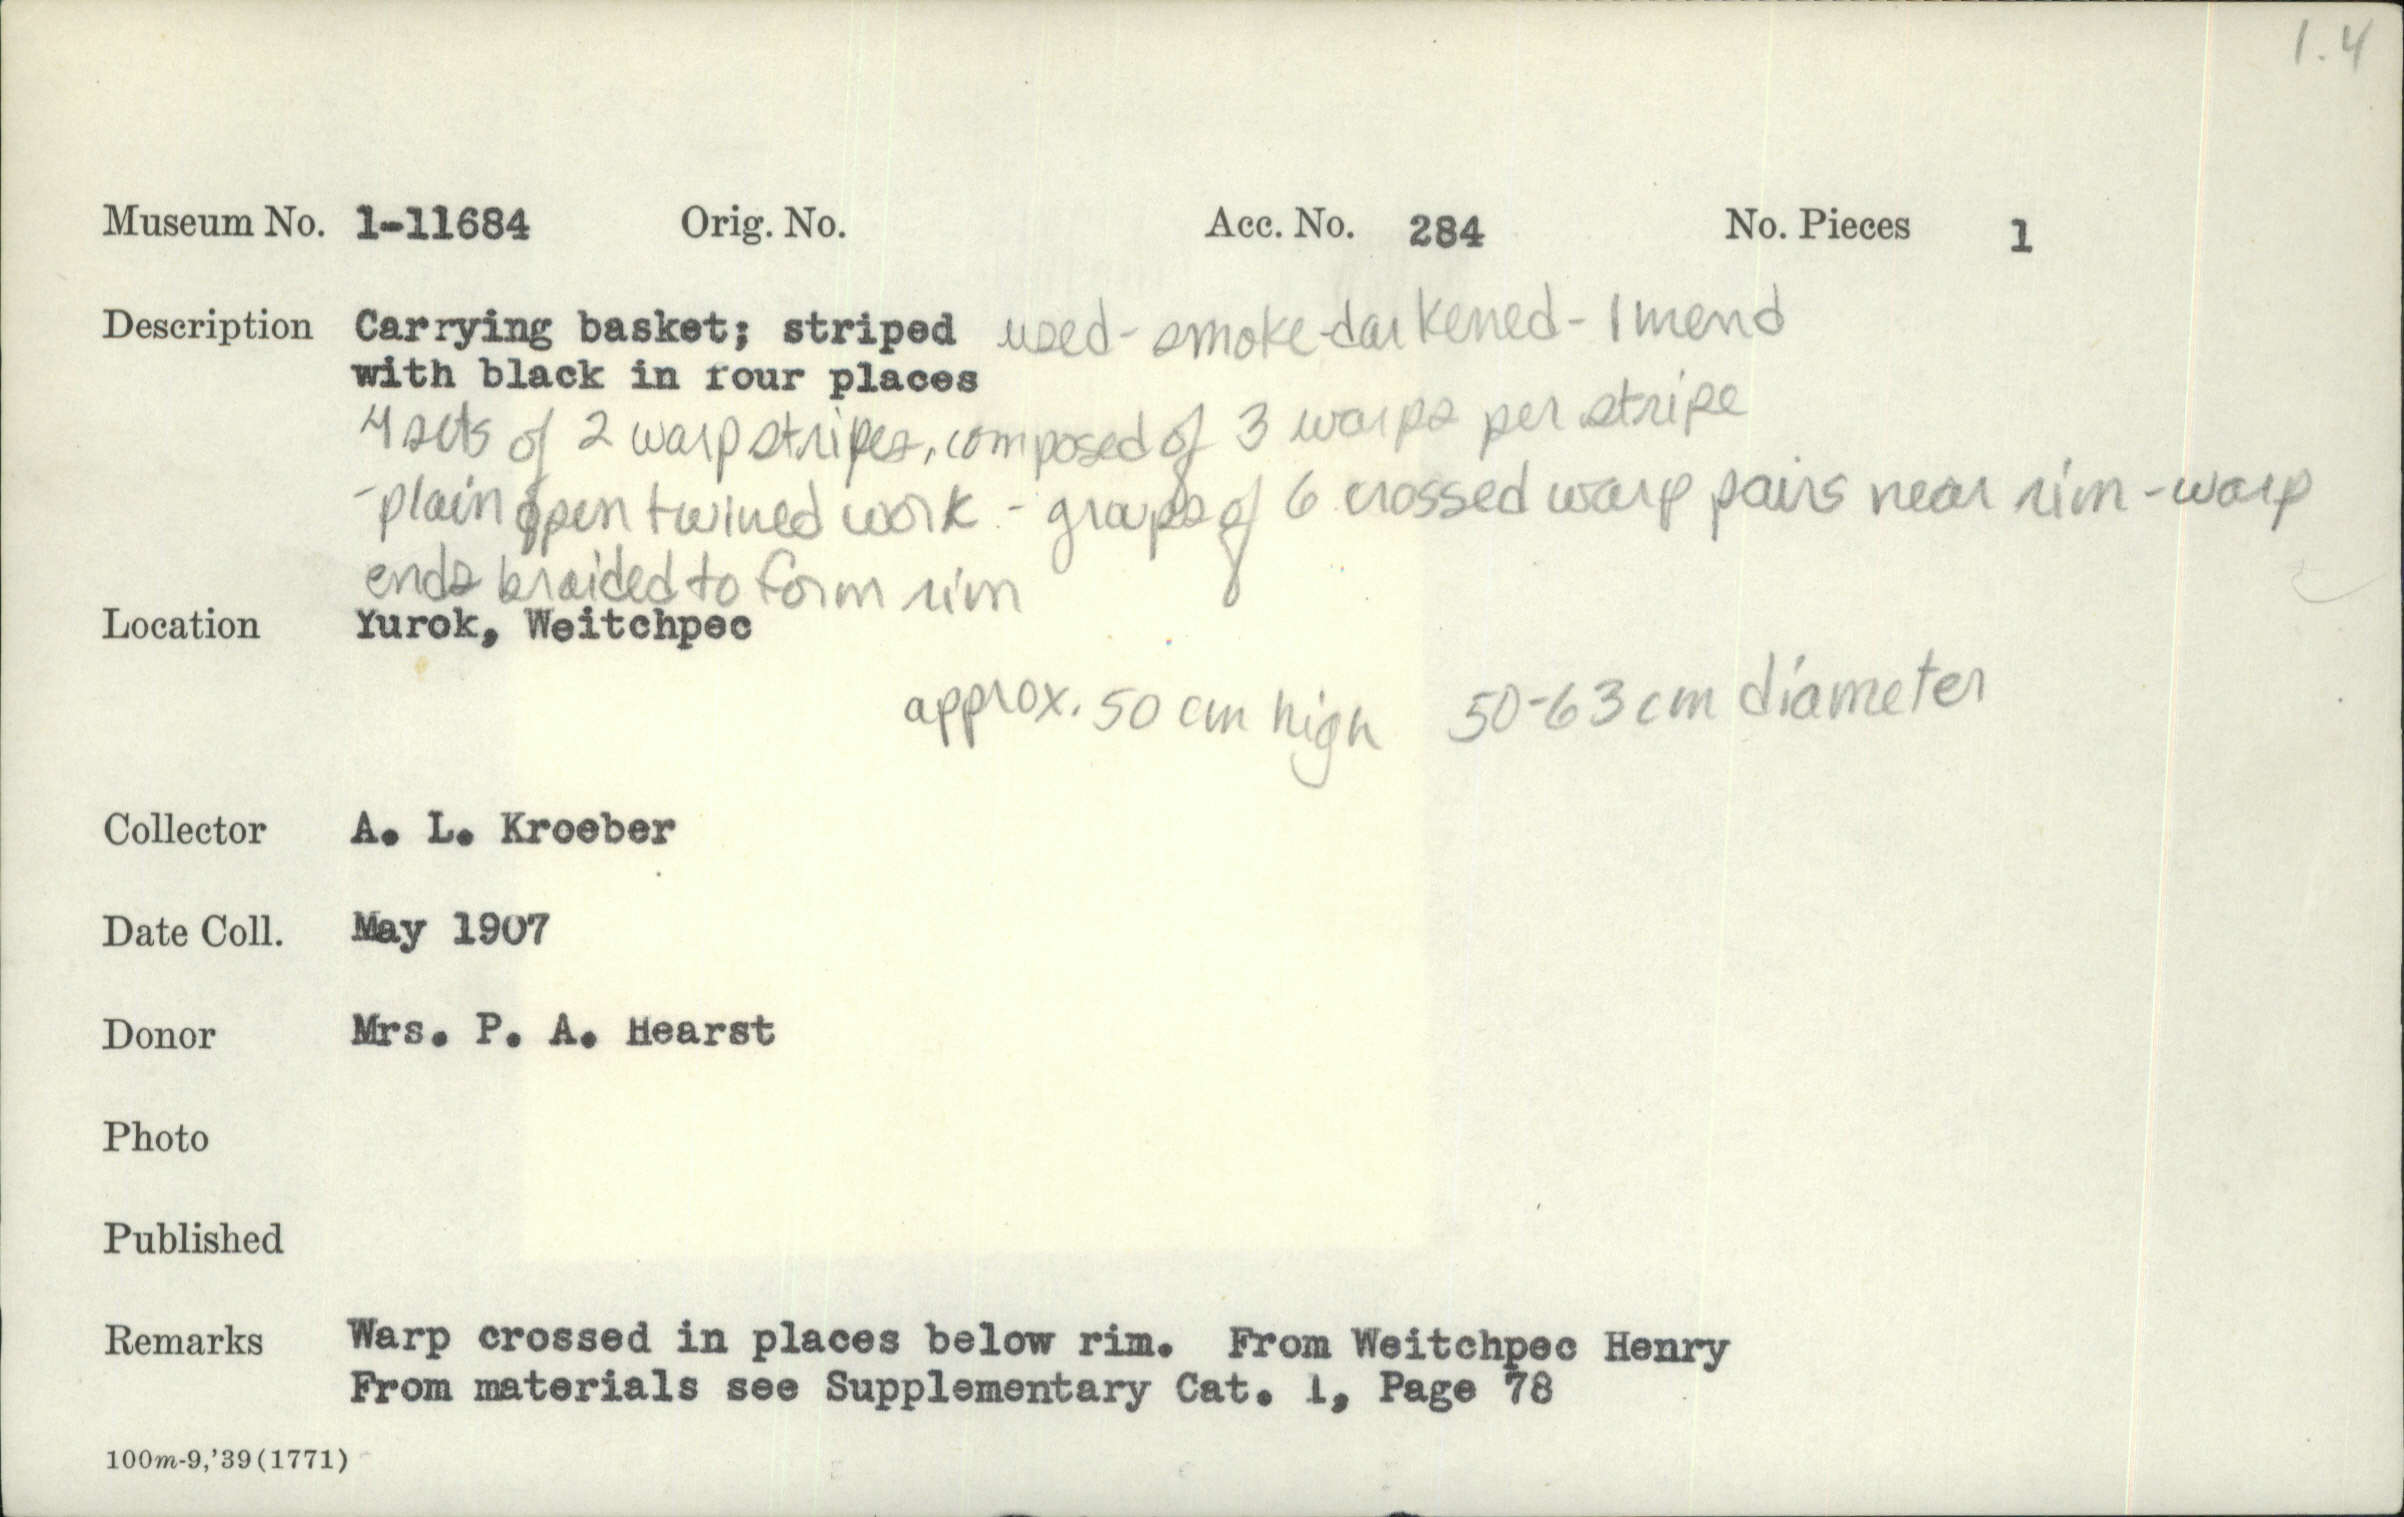 1.4
Museum No. 1-11684 Orig. No. Acc. No. 284 No. Pieces 1
Description Carrying basket; striped used - smoke-darkened - 1 mend
with black in four places
4 sets of 2 warp stripes, composed of 3 warps per stripe
- plain open twined work - groups of 6 crossed warp pairs near rim - warp
ends braided to form rim
Location Yurok, Weitchpec
approx. 50 cm high 50-63 cm diameter
Collector A. L. Kroeber
Date Coll. May 1907
Donor Mrs. P. A. Hearst
Photo
Published
Remarks Warp crossed in places below rim. From Weitchpec Henry
From materials see Supplementary Cat. 1, Page 78
100m-9,'39(1771)